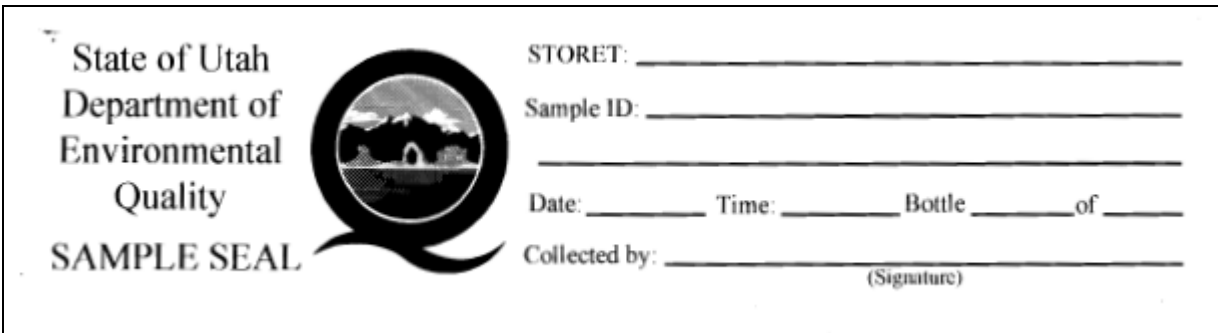 State of Utah
Department of
Environmental
Quality
SAMPLE SEAL
STORET:
Sample ID:
Date: Time: Bottle of
Collected by:
(Signature)